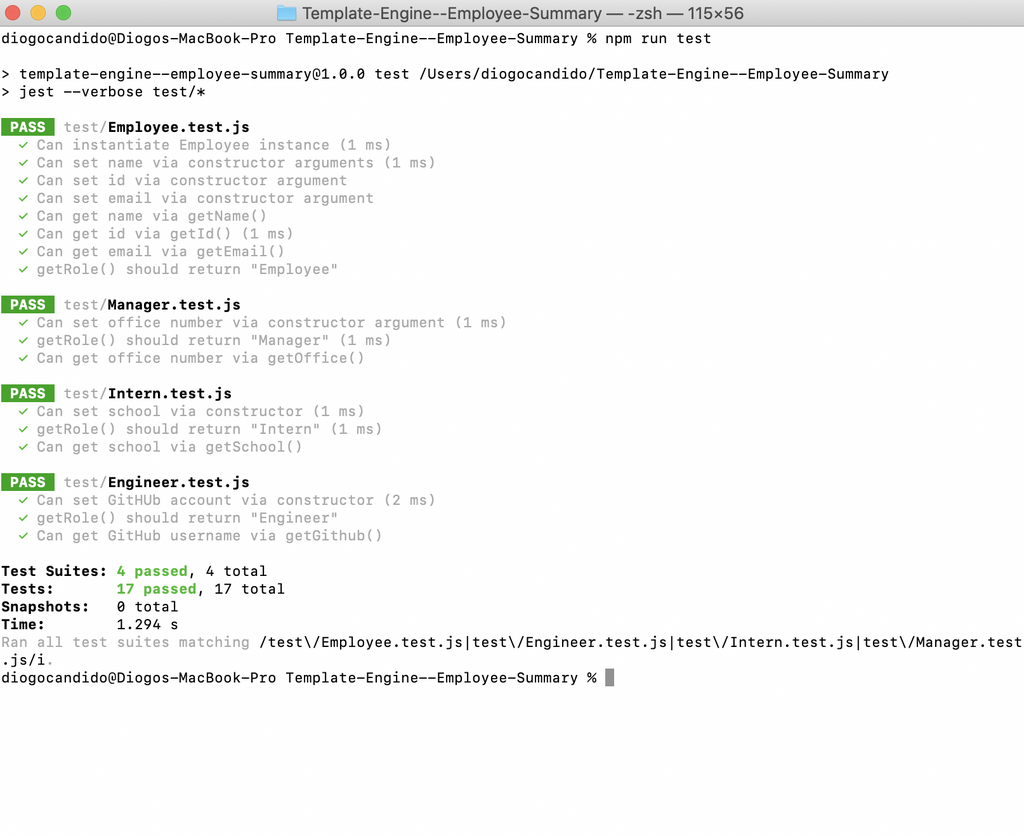 Template-Engine--Employee-Summary — -zsh — 115×56
diogocandido@Diogos-MacBook-Pro Template-Engine--Employee-Summary % npm run test
> template-engine--employee-summary@1.0.0 test /Users/diogocandido/Template-Engine--Employee-Summary
> jest --verbose test/*
PASS test/Employee.test.js
✓ Can instantiate Employee instance (1 ms)
✓ Can set name via constructor arguments (1 ms)
✓ Can set id via constructor argument
✓ Can set email via constructor argument
✓ Can get name via getName()
✓ Can get id via getId() (1 ms)
✓ Can get email via getEmail()
✓ getRole() should return "Employee"
PASS test/Manager.test.js
✓ Can set office number via constructor argument (1 ms)
✓ getRole() should return "Manager" (1 ms)
✓ Can get office number via getOffice()
PASS test/Intern.test.js
✓ Can set school via constructor (1 ms)
✓ getRole() should return "Intern" (1 ms)
✓ Can get school via getSchool()
PASS test/Engineer.test.js
✓ Can set GitHUb account via constructor (2 ms)
✓ getRole() should return "Engineer"
✓ Can get GitHub username via getGithub()
Test Suites: 4 passed, 4 total
Tests: 17 passed, 17 total
Snapshots: 0 total
Time: 1.294 s
Ran all test suites matching /test\/Employee.test.js|test\/Engineer.test.js|test\/Intern.test.js|test\/Manager.test
.js/i.
diogocandido@Diogos-MacBook-Pro Template-Engine--Employee-Summary %